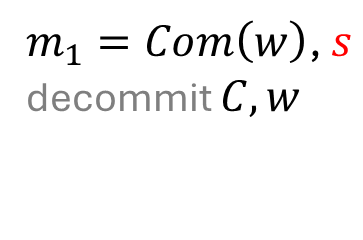 m₁ = Com(w), s
decommit C, w